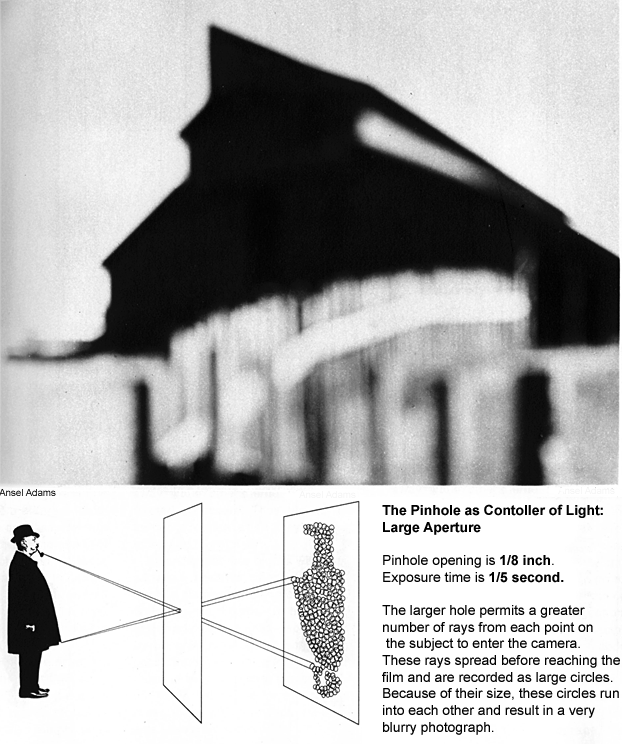 Ansel Adams
The Pinhole as Contoller of Light:
Large Aperture
Pinhole opening is 1/8 inch.
Exposure time is 1/5 second.
The larger hole permits a greater
number of rays from each point on
the subject to enter the camera.
These rays spread before reaching the
film and are recorded as large circles.
Because of their size, these circles run
into each other and result in a very
blurry photograph.